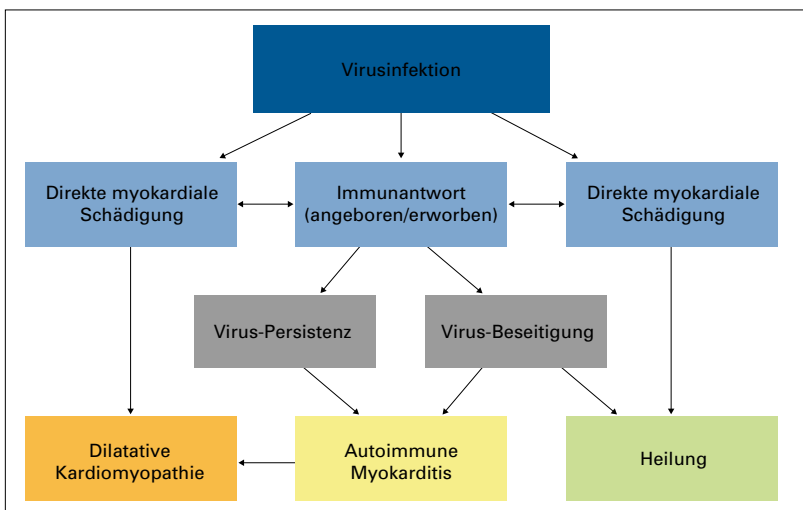 Virusinfektion
Direkte myokardiale
Schädigung
Immunantwort
(angeboren/erworben)
Direkte myokardiale
Schädigung
Virus-Persistenz
Virus-Beseitigung
Dilatative
Kardiomyopathie
Autoimmune
Myokarditis
Heilung